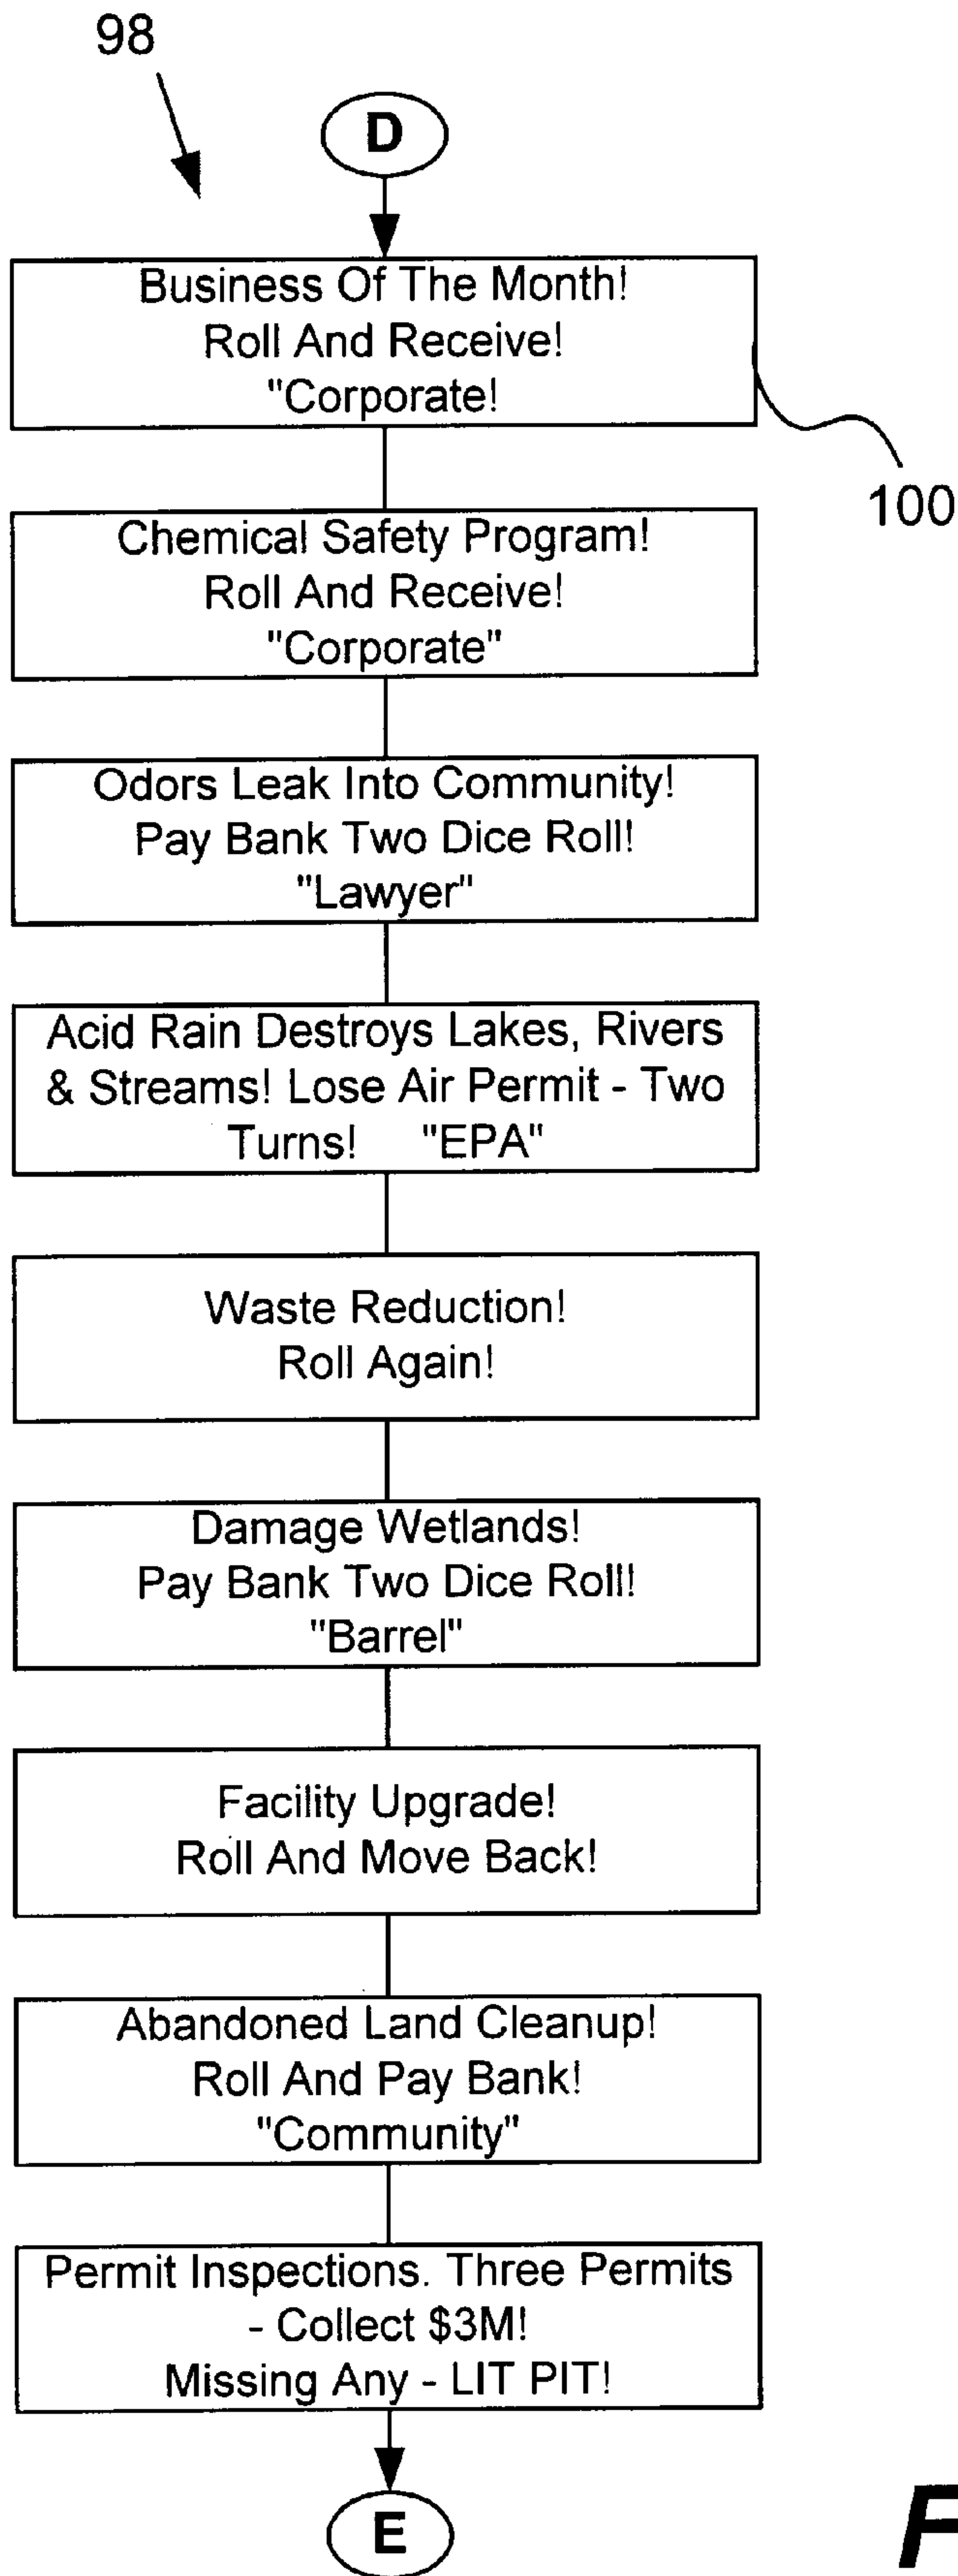 98
D
Business Of The Month!
Roll And Receive!
"Corporate!
100
Chemical Safety Program!
Roll And Receive!
"Corporate"
Odors Leak Into Community!
Pay Bank Two Dice Roll!
"Lawyer"
Acid Rain Destroys Lakes, Rivers
& Streams! Lose Air Permit - Two
Turns! "EPA"
Waste Reduction!
Roll Again!
Damage Wetlands!
Pay Bank Two Dice Roll!
"Barrel"
Facility Upgrade!
Roll And Move Back!
Abandoned Land Cleanup!
Roll And Pay Bank!
"Community"
Permit Inspections. Three Permits
- Collect $3M!
Missing Any - LIT PIT!
E